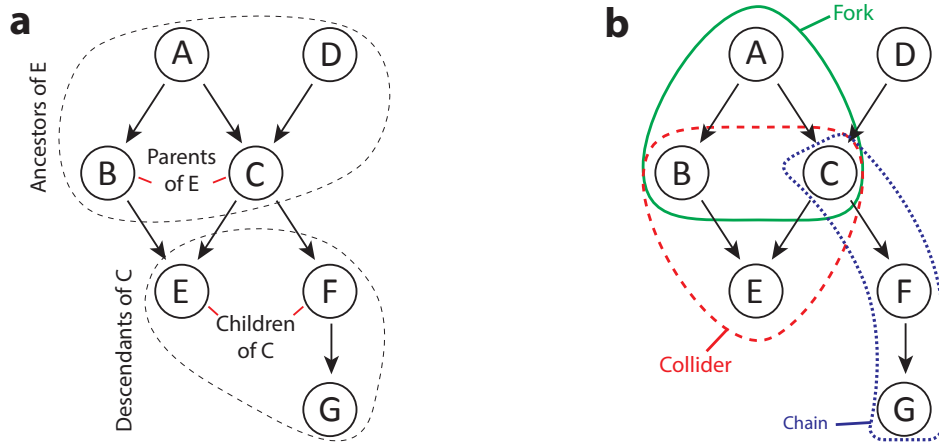 a
Ancestors of E
A
D
B
Parents
of E
C
Descendants of C
E
Children
of C
F
G
b
Fork
A
D
B
C
E
F
Collider
Chain
G